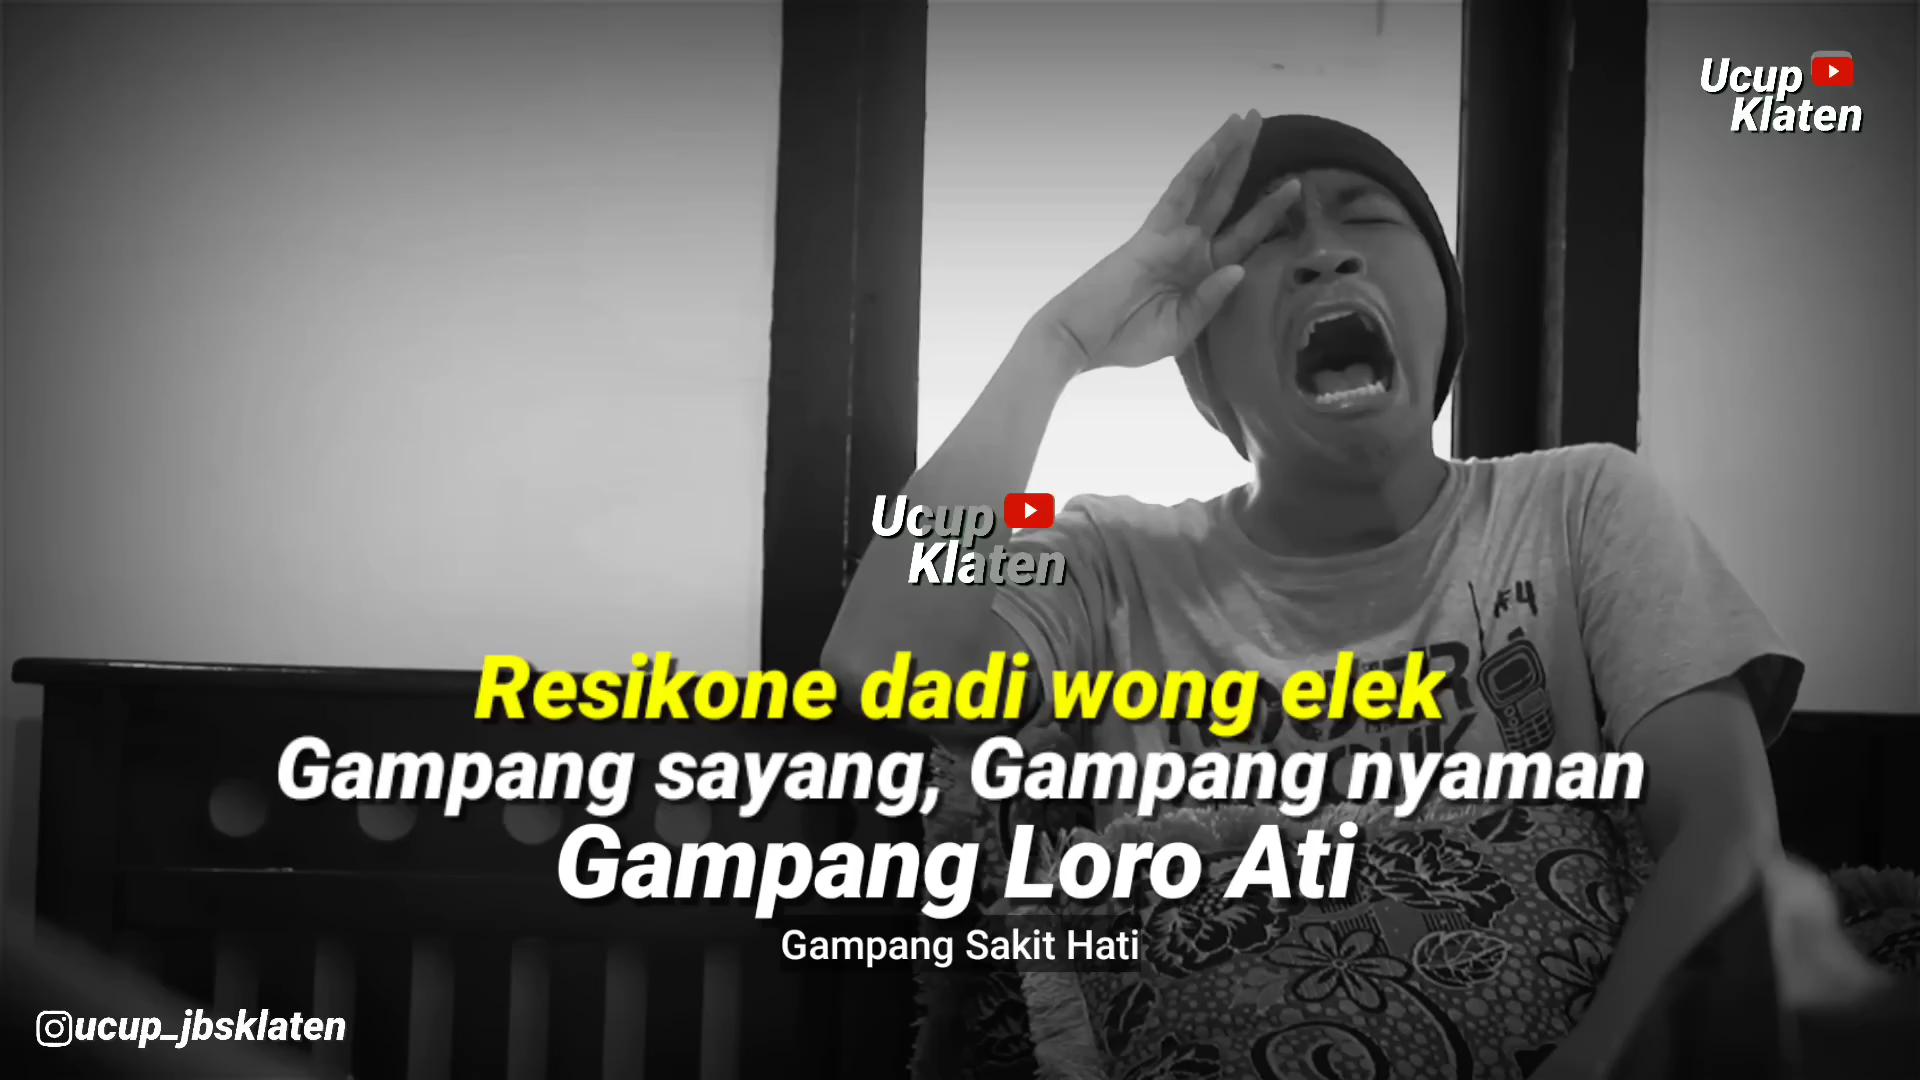 Ucup
Klaten
Ucup
Klaten
#4
Resikone dadi wong elek
Gampang sayang, Gampang nyaman
Gampang Loro Ati
Gampang Sakit Hati
ucup_jbsklaten